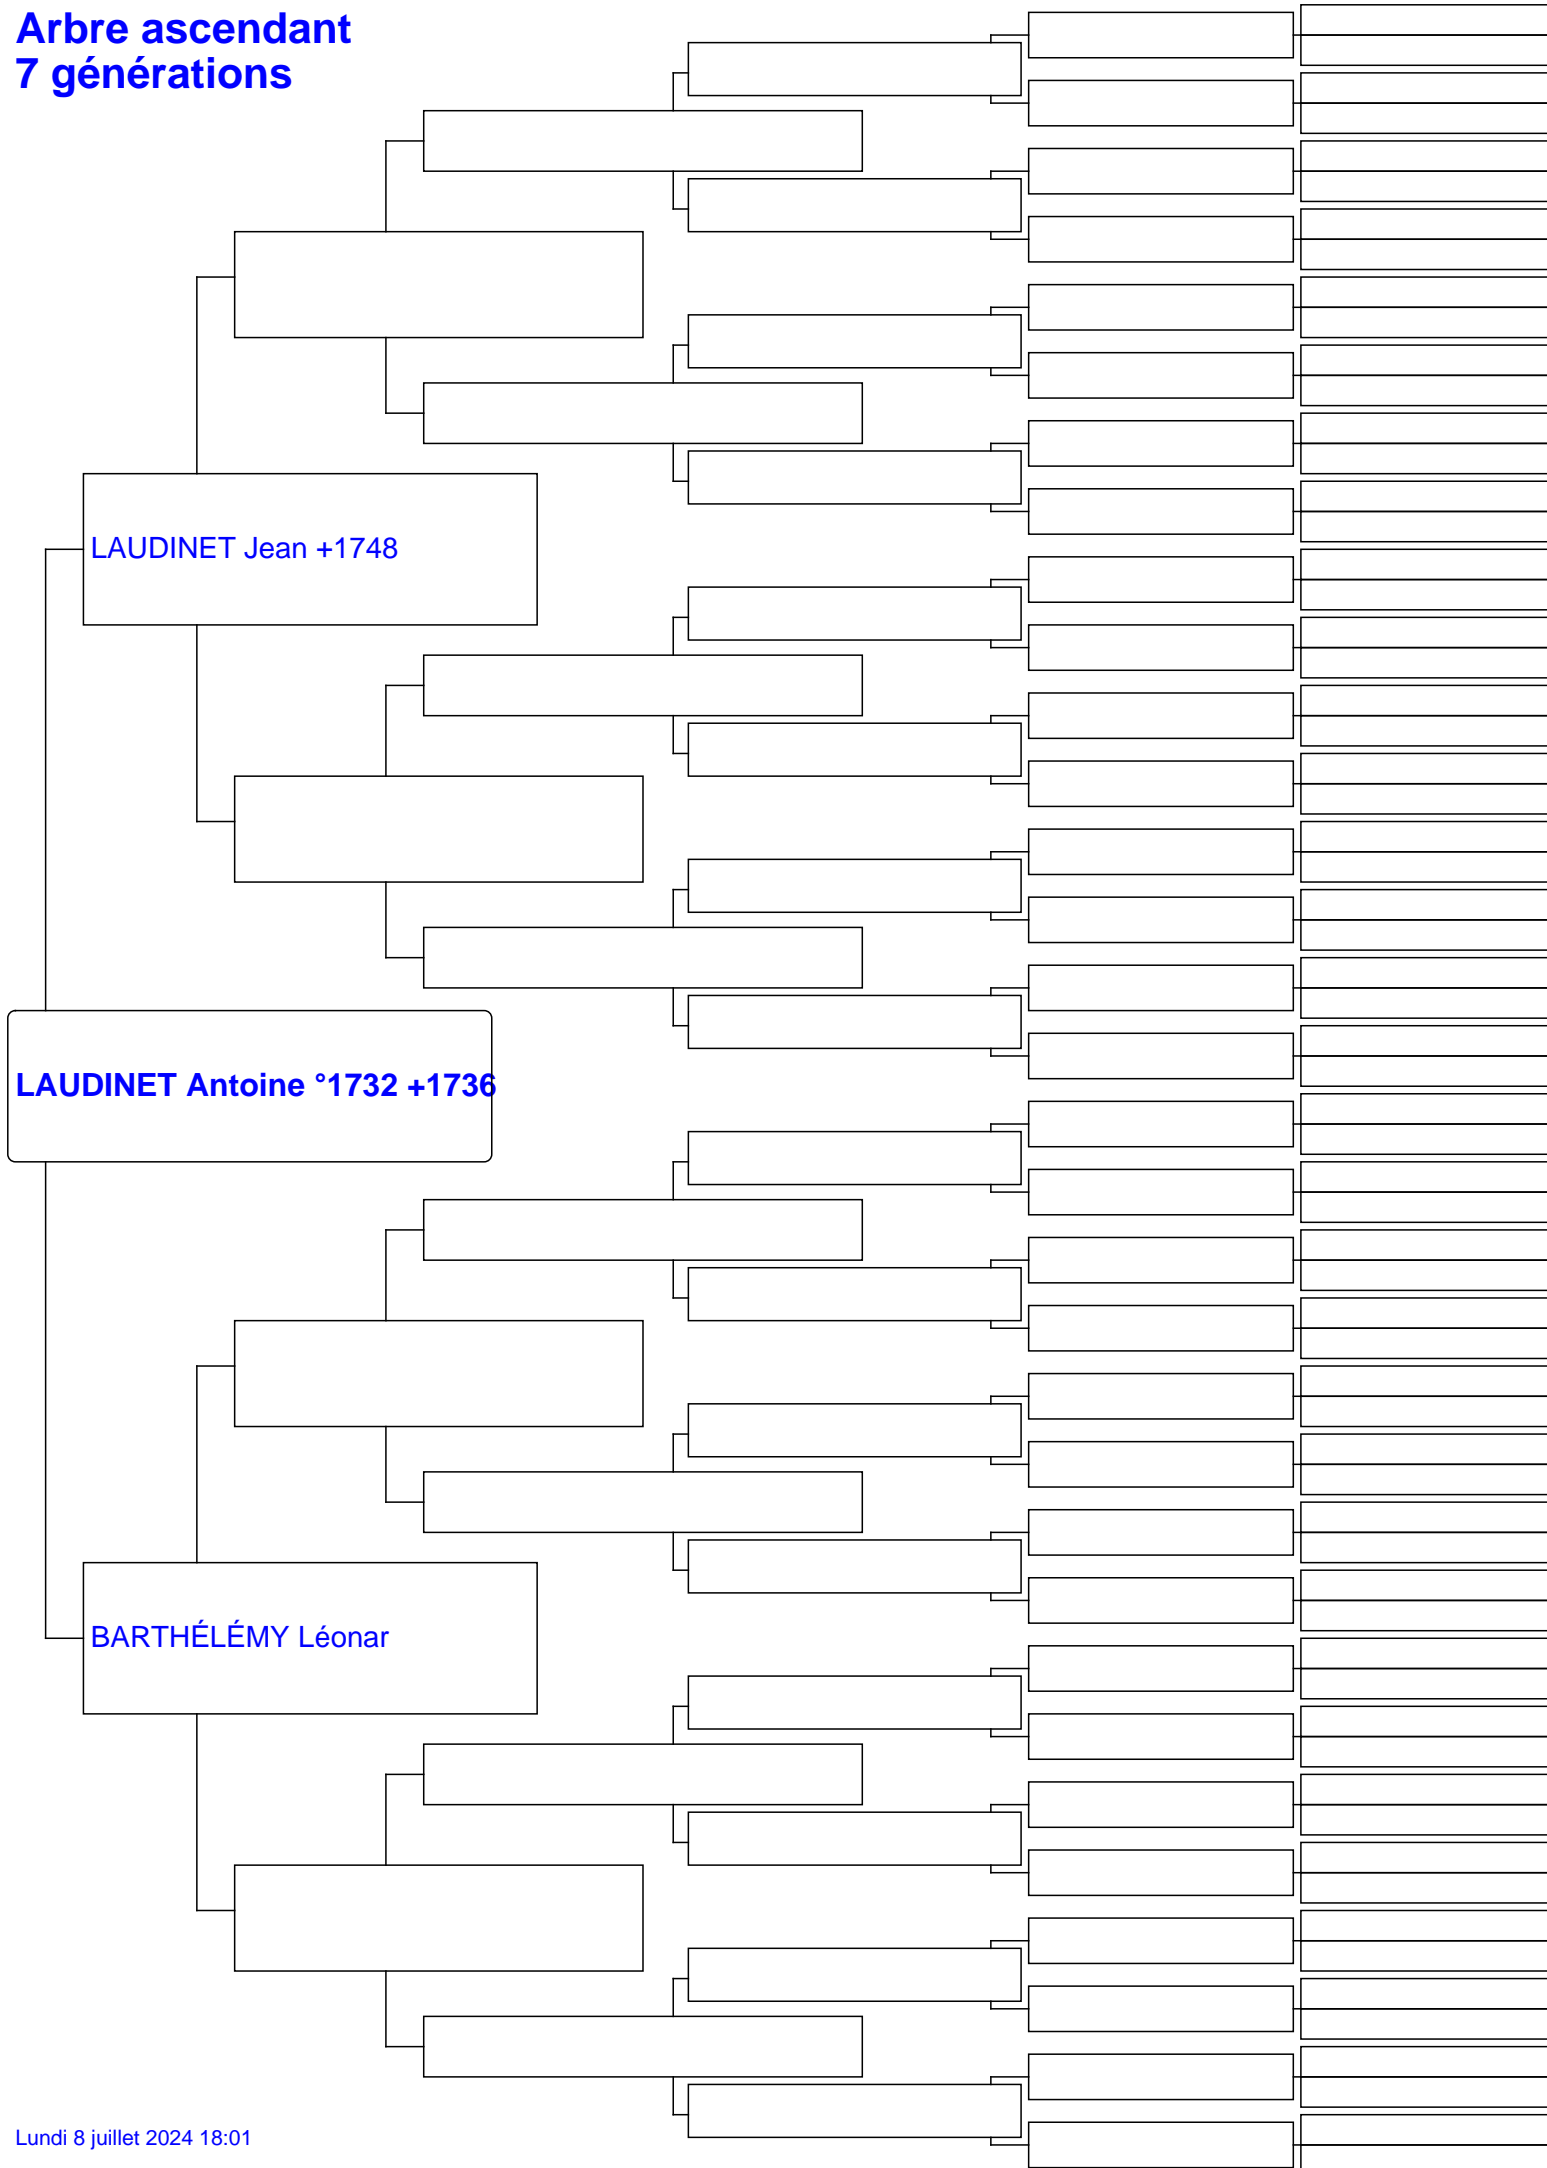 Arbre ascendant
7 générations
LAUDINET Jean +1748
LAUDINET Antoine °1732 +1736
BARTHÉLÉMY Léonar
Lundi 8 juillet 2024 18:01